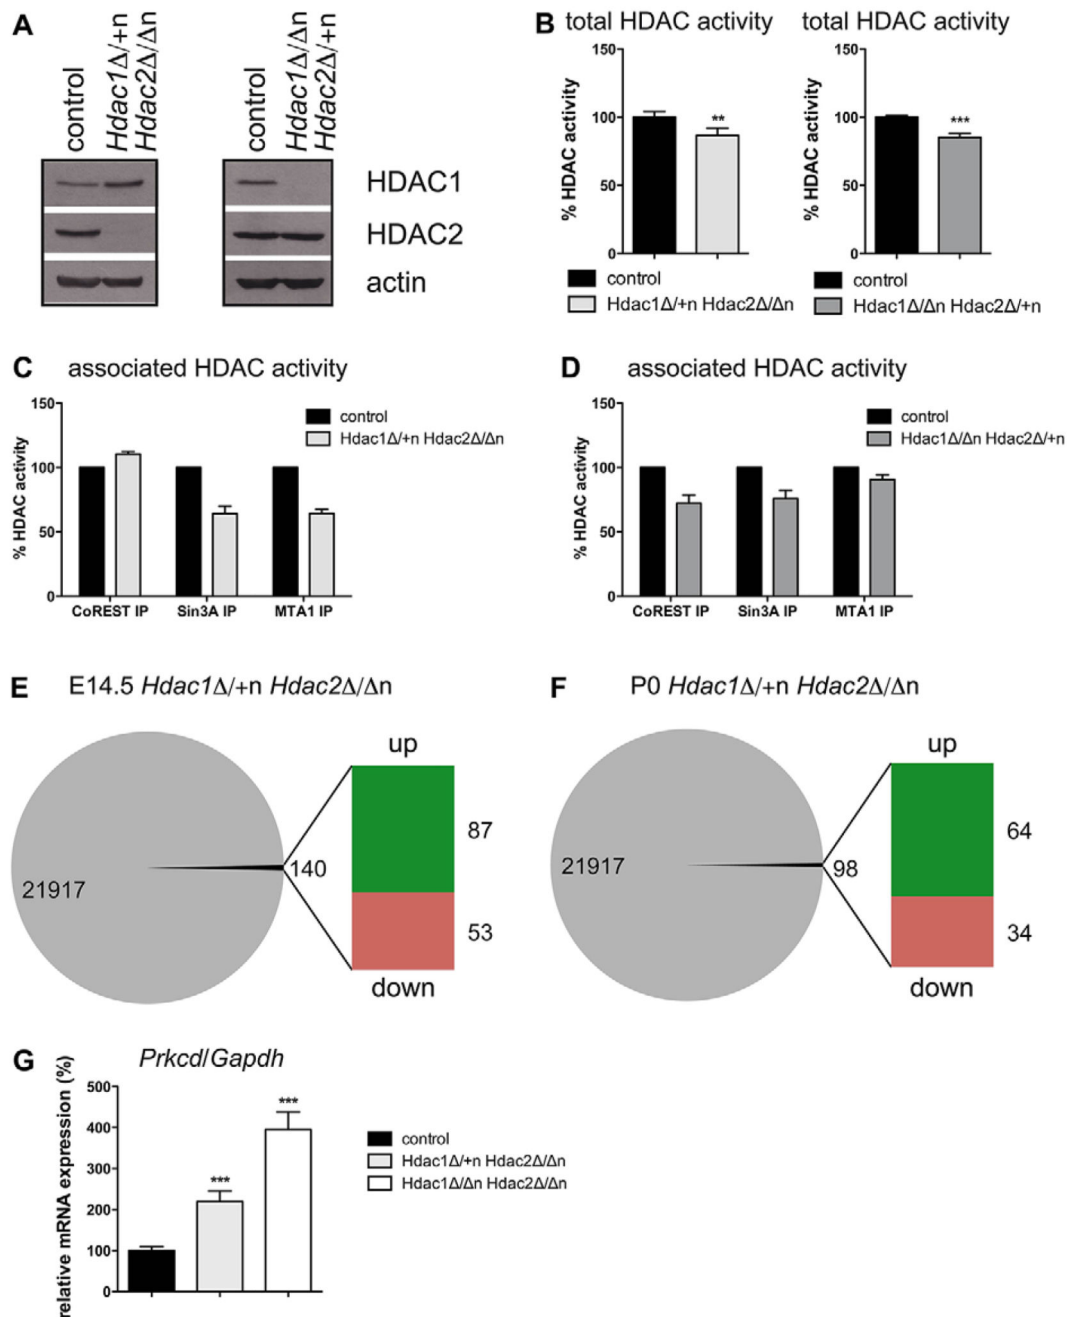 A
control
Hdac1Δ/+n
Hdac2Δ/Δn
control
Hdac1Δ/Δn
Hdac2Δ/+n
HDAC1
HDAC2
actin
B
total HDAC activity
% HDAC activity
150
100
50
0
**
control
Hdac1Δ/+n Hdac2Δ/Δn
total HDAC activity
% HDAC activity
150
100
50
0
***
control
Hdac1Δ/Δn Hdac2Δ/+n
C
associated HDAC activity
% HDAC activity
150
100
50
0
control
Hdac1Δ/+n Hdac2Δ/Δn
CoREST IP
Sin3A IP
MTA1 IP
D
associated HDAC activity
% HDAC activity
150
100
50
0
control
Hdac1Δ/Δn Hdac2Δ/+n
CoREST IP
Sin3A IP
MTA1 IP
E
E14.5 Hdac1Δ/+n Hdac2Δ/Δn
21917
140
up
87
53
down
F
P0 Hdac1Δ/+n Hdac2Δ/Δn
21917
98
up
64
34
down
G
Prkcd/Gapdh
relative mRNA expression (%)
500
400
300
200
100
0
***
***
control
Hdac1Δ/+n Hdac2Δ/Δn
Hdac1Δ/Δn Hdac2Δ/Δn